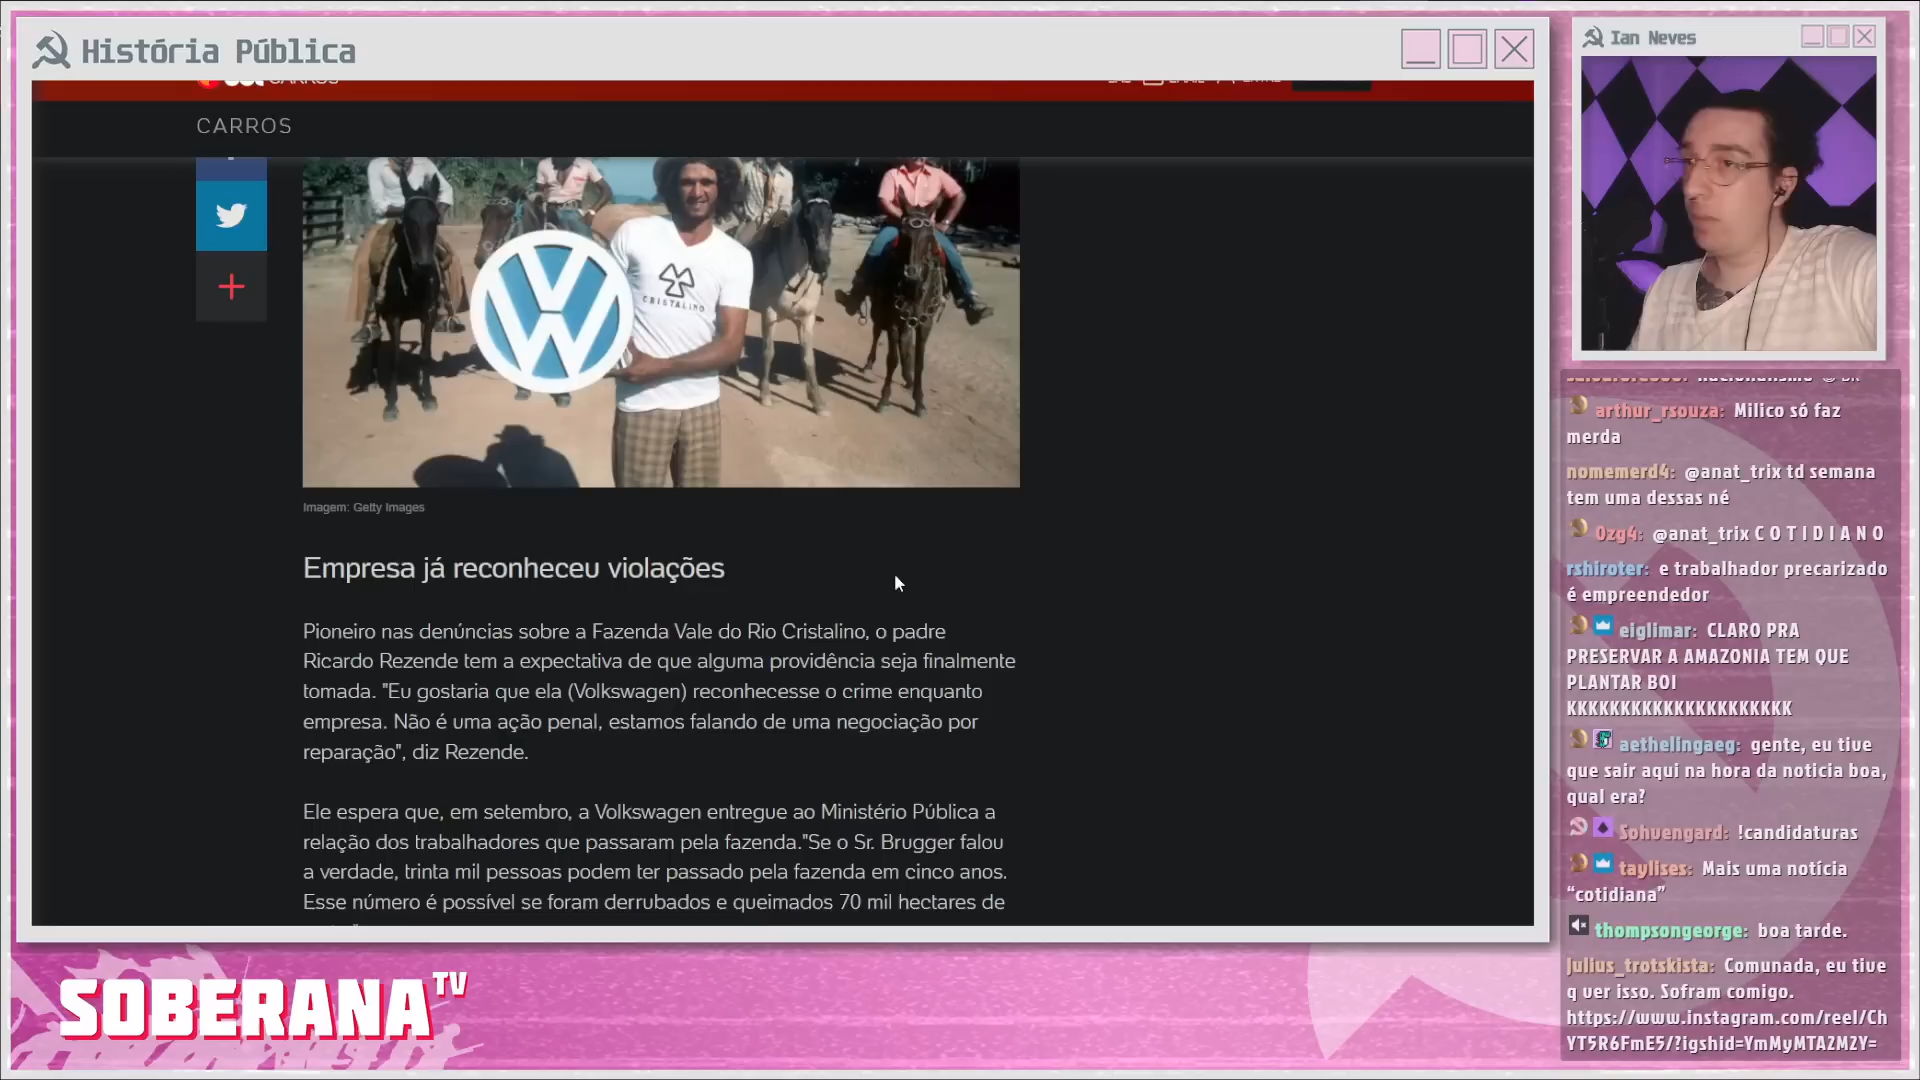 História Pública
CARROS
CRISTALINO
Imagem: Getty Images
Empresa já reconheceu violações
Pioneiro nas denúncias sobre a Fazenda Vale do Rio Cristalino, o padre
Ricardo Rezende tem a expectativa de que alguma providência seja finalmente
tomada. "Eu gostaria que ela (Volkswagen) reconhecesse o crime enquanto
empresa. Não é uma ação penal, estamos falando de uma negociação por
reparação", diz Rezende.
Ele espera que, em setembro, a Volkswagen entregue ao Ministério Pública a
relação dos trabalhadores que passaram pela fazenda."Se o Sr. Brugger falou
a verdade, trinta mil pessoas podem ter passado pela fazenda em cinco anos.
Esse número é possível se foram derrubados e queimados 70 mil hectares de
SOBERANA TV
Ian Neves
arthur_rsouza: Milico só faz
merda
nomemerd4: @anat_trix td semana
tem uma dessas né
0zg4: @anat_trix C O T I D I A N O
rshiroter: e trabalhador precarizado
é empreendedor
eiglimar: CLARO PRA
PRESERVAR A AMAZONIA TEM QUE
PLANTAR BOI
KKKKKKKKKKKKKKKKKKKK
aethelingaeg: gente, eu tive
que sair aqui na hora da noticia boa,
qual era?
Sohvengard: !candidaturas
taylises: Mais uma notícia
“cotidiana”
thompsongeorge: boa tarde.
Julius_trotskista: Comunada, eu tive
q ver isso. Sofram comigo.
https://www.instagram.com/reel/Ch
YT5R6FmE5/?igshid=YmMyMTA2M2Y=